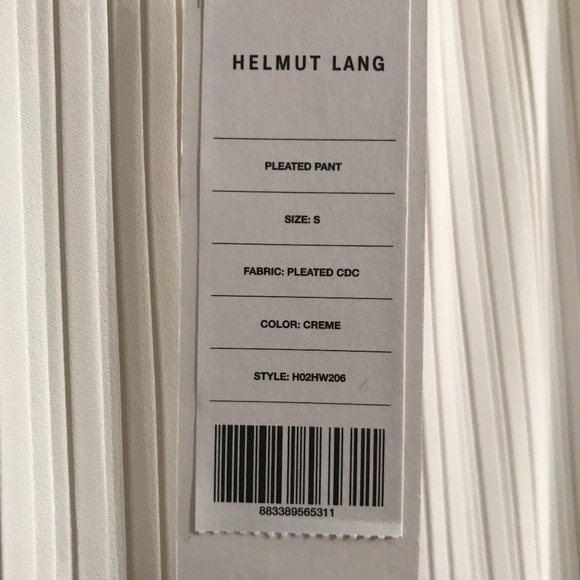 HELMUT LANG
PLEATED PANT
SIZE: S
FABRIC: PLEATED CDC
COLOR: CREME
STYLE: H02HW206
883389565311